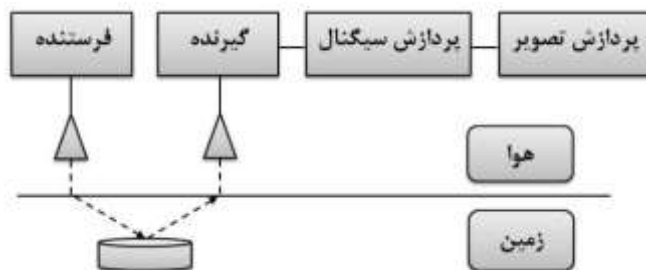 پردازش تصویر
پردازش سیگنال
گیرنده
فرستنده
هوا
زمین